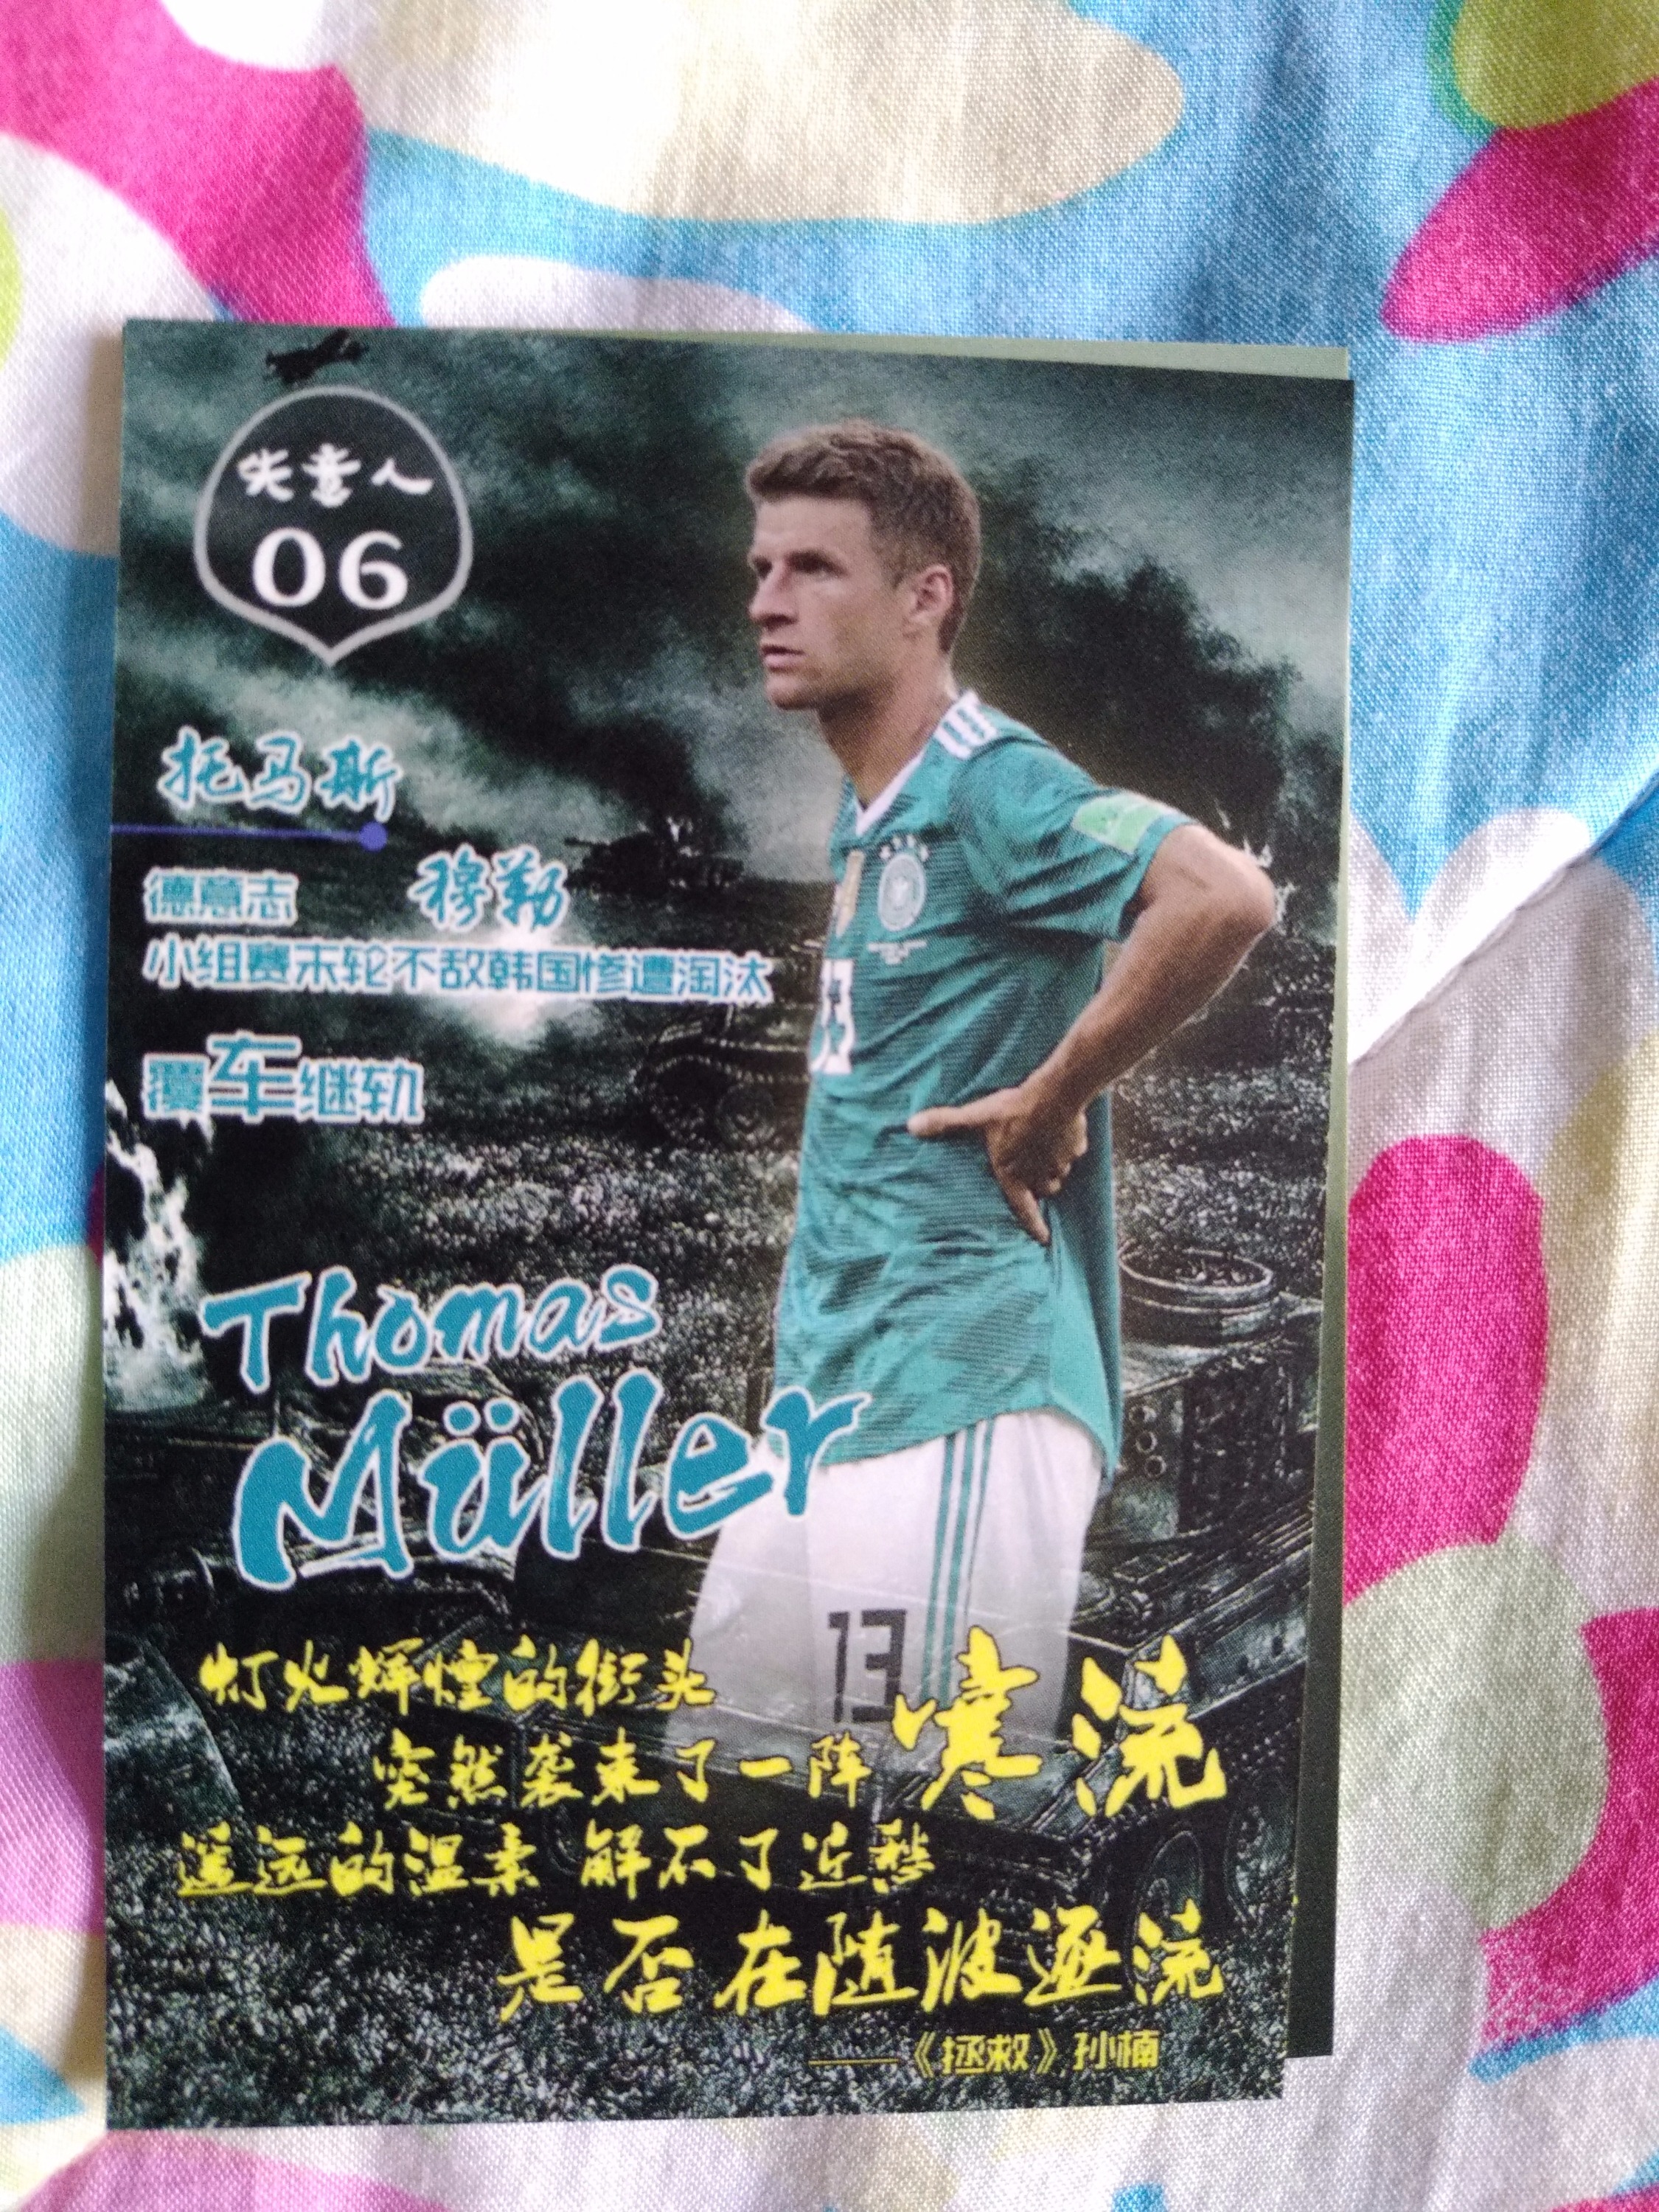 失意人
06
托马斯
穆勒
德意志
小组赛末轮不敌韩国惨遭淘汰
覆车继轨
Thomas
Müller
13
13
灯火辉煌的街头
突然袭来了一阵寒流
遥远的温柔 解不了近愁
是否在随波逐流
——《拯救》孙楠